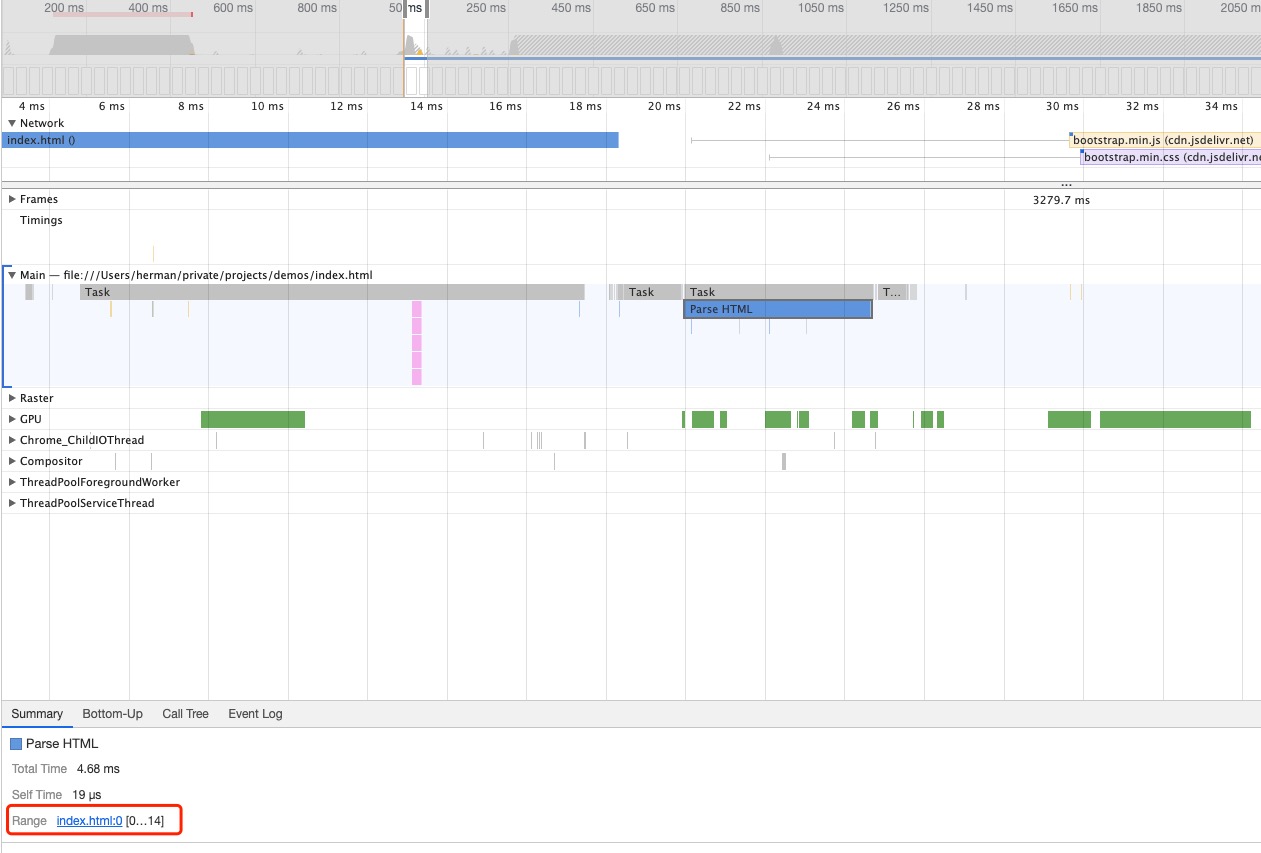 200 ms 400 ms 600 ms 800 ms 50 ms 250 ms 450 ms 650 ms 850 ms 1050 ms 1250 ms 1450 ms 1650 ms 1850 ms 2050 m
4 ms 6 ms 8 ms 10 ms 12 ms 14 ms 16 ms 18 ms 20 ms 22 ms 24 ms 26 ms 28 ms 30 ms 32 ms 34 ms
Network
index.html () bootstrap.min.js (cdn.jsdelivr.net)
bootstrap.min.css (cdn.jsdelivr.ne
...
Frames 3279.7 ms
Timings
Main — file:///Users/herman/private/projects/demos/index.html
Task Task Task T...
Parse HTML
Raster
GPU
Chrome_ChildIOThread
Compositor
ThreadPoolForegroundWorker
ThreadPoolServiceThread
Summary Bottom-Up Call Tree Event Log
Parse HTML
Total Time 4.68 ms
Self Time 19 μs
Range index.html:0 [0…14]